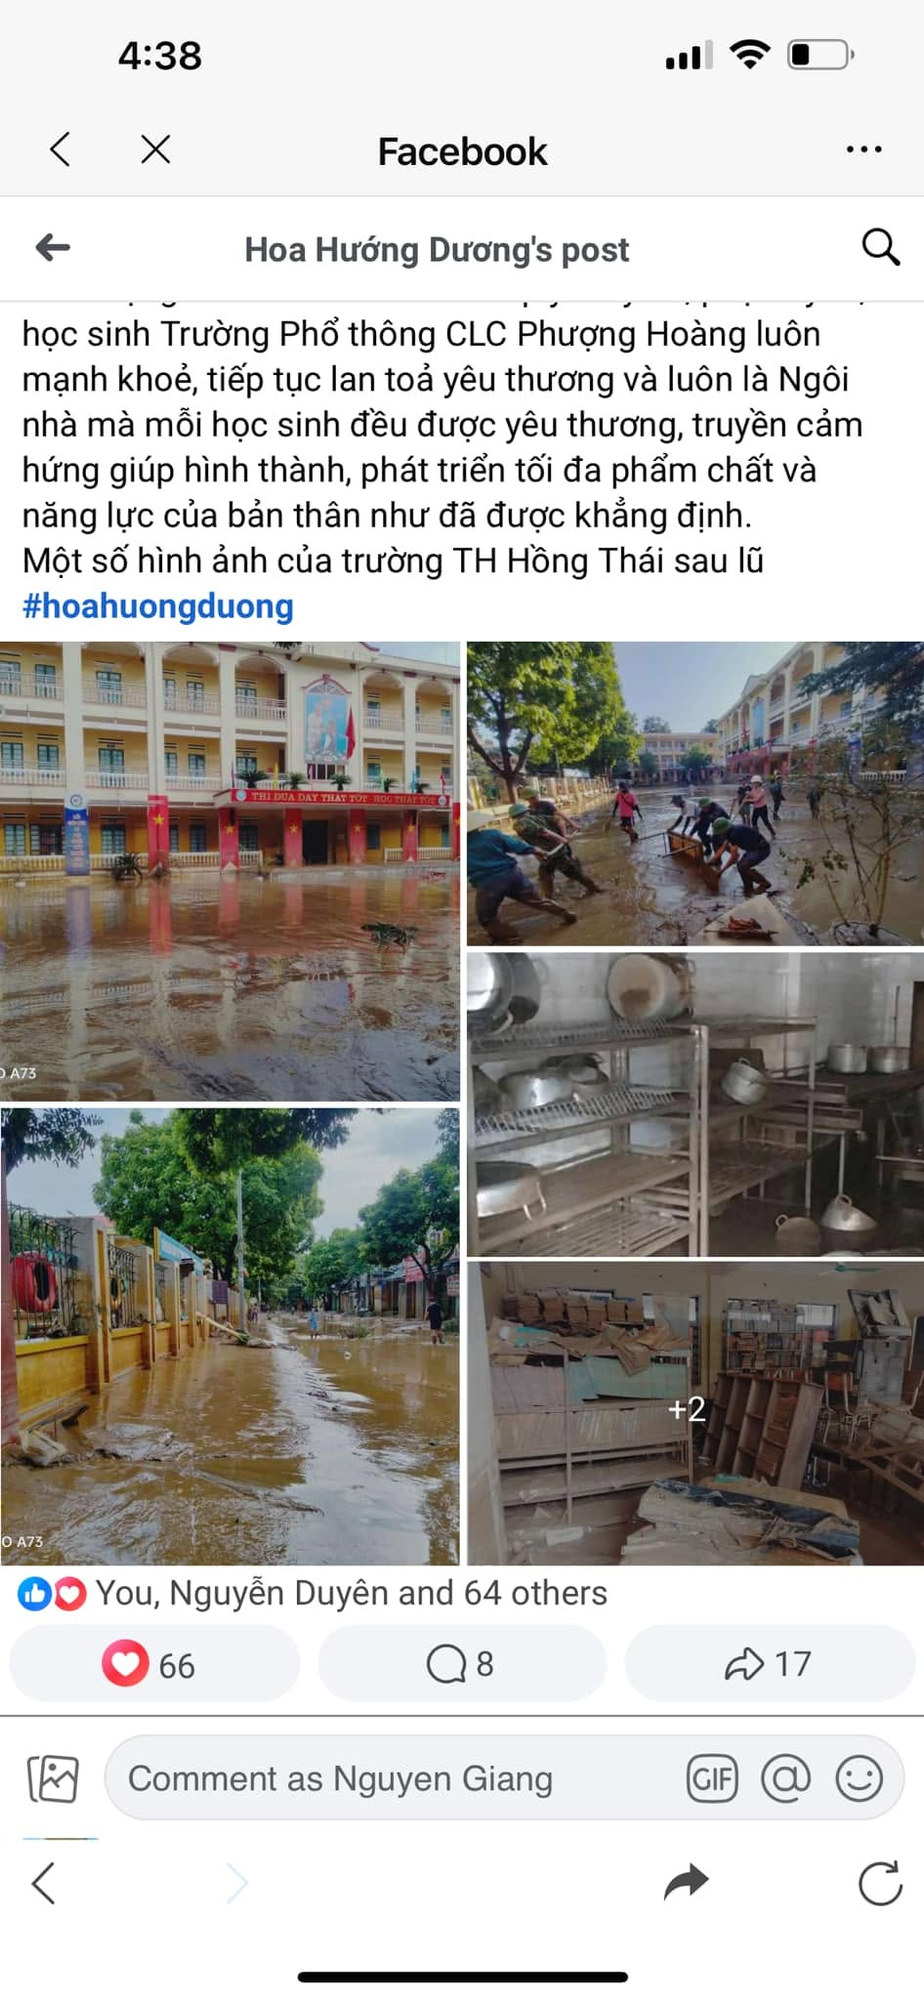 4:38
Facebook
Hoa Hướng Dương's post
học sinh Trường Phổ thông CLC Phượng Hoàng luôn
mạnh khoẻ, tiếp tục lan toả yêu thương và luôn là Ngôi
nhà mà mỗi học sinh đều được yêu thương, truyền cảm
hứng giúp hình thành, phát triển tối đa phẩm chất và
năng lực của bản thân như đã được khẳng định.
Một số hình ảnh của trường TH Hồng Thái sau lũ
#hoahuongduong
THI ĐUA DẠY THẬT TỐT - HỌC THẬT TỐT
A73
A73
+2
You, Nguyễn Duyên and 64 others
66
8
17
Comment as Nguyen Giang
GIF
@